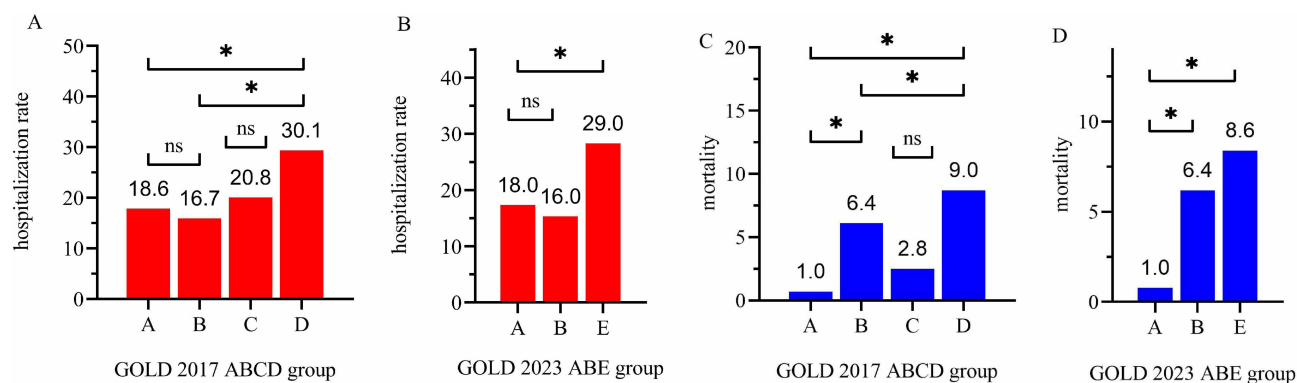 A
hospitalization rate
50
40
30
20
10
0
*
*
ns
ns
18.6
16.7
20.8
30.1
A B C D
GOLD 2017 ABCD group
B
hospitalization rate
40
30
20
10
0
*
ns
18.0
16.0
29.0
A B E
GOLD 2023 ABE group
C
mortality
20
15
10
5
0
*
*
*
ns
1.0
6.4
2.8
9.0
A B C D
GOLD 2017 ABCD group
D
mortality
10
5
0
*
*
1.0
6.4
8.6
A B E
GOLD 2023 ABE group